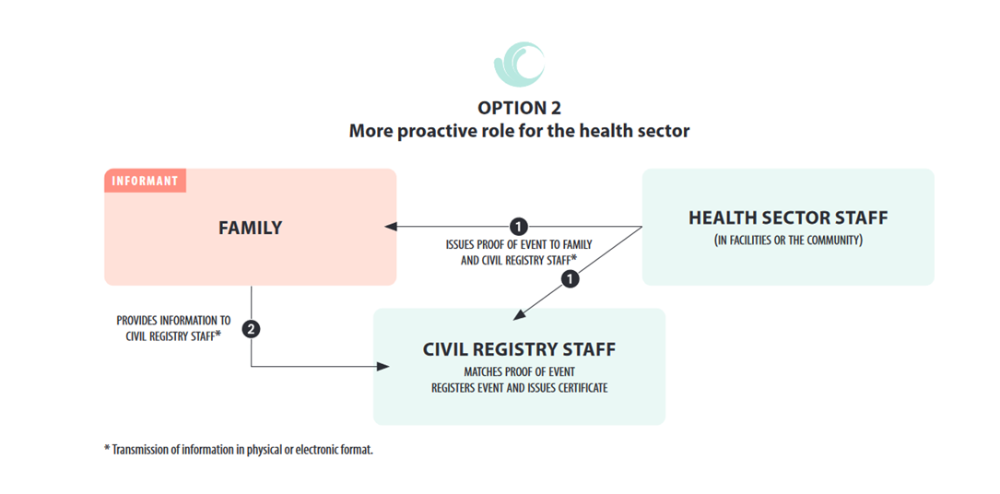 OPTION 2
More proactive role for the health sector
INFORMANT
FAMILY
HEALTH SECTOR STAFF
(IN FACILITIES OR THE COMMUNITY)
1
ISSUES PROOF OF EVENT TO FAMILY
AND CIVIL REGISTRY STAFF*
1
PROVIDES INFORMATION TO
CIVIL REGISTRY STAFF*
2
CIVIL REGISTRY STAFF
MATCHES PROOF OF EVENT
REGISTERS EVENT AND ISSUES CERTIFICATE
* Transmission of information in physical or electronic format.